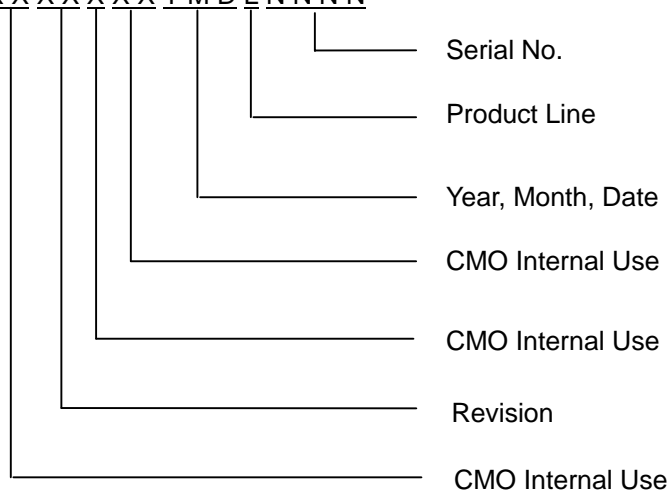 X X X X X X X Y M D L N N N N
Serial No.
Product Line
Year, Month, Date
CMO Internal Use
CMO Internal Use
Revision
CMO Internal Use